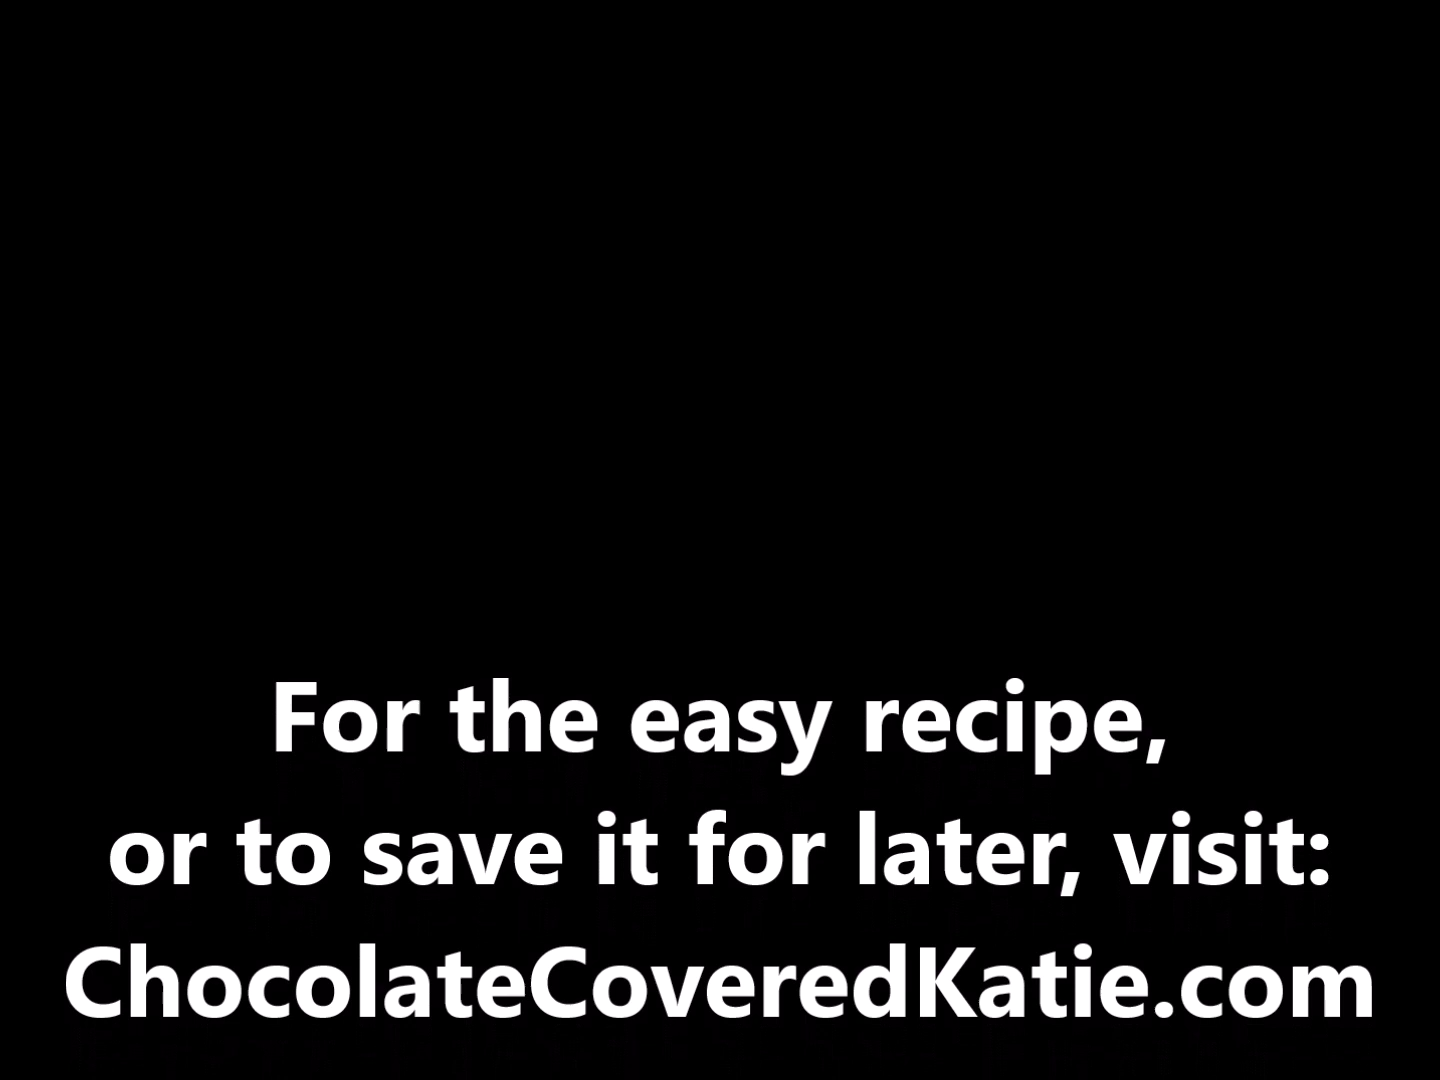 For the easy recipe,
or to save it for later, visit:
ChocolateCoveredKatie.com